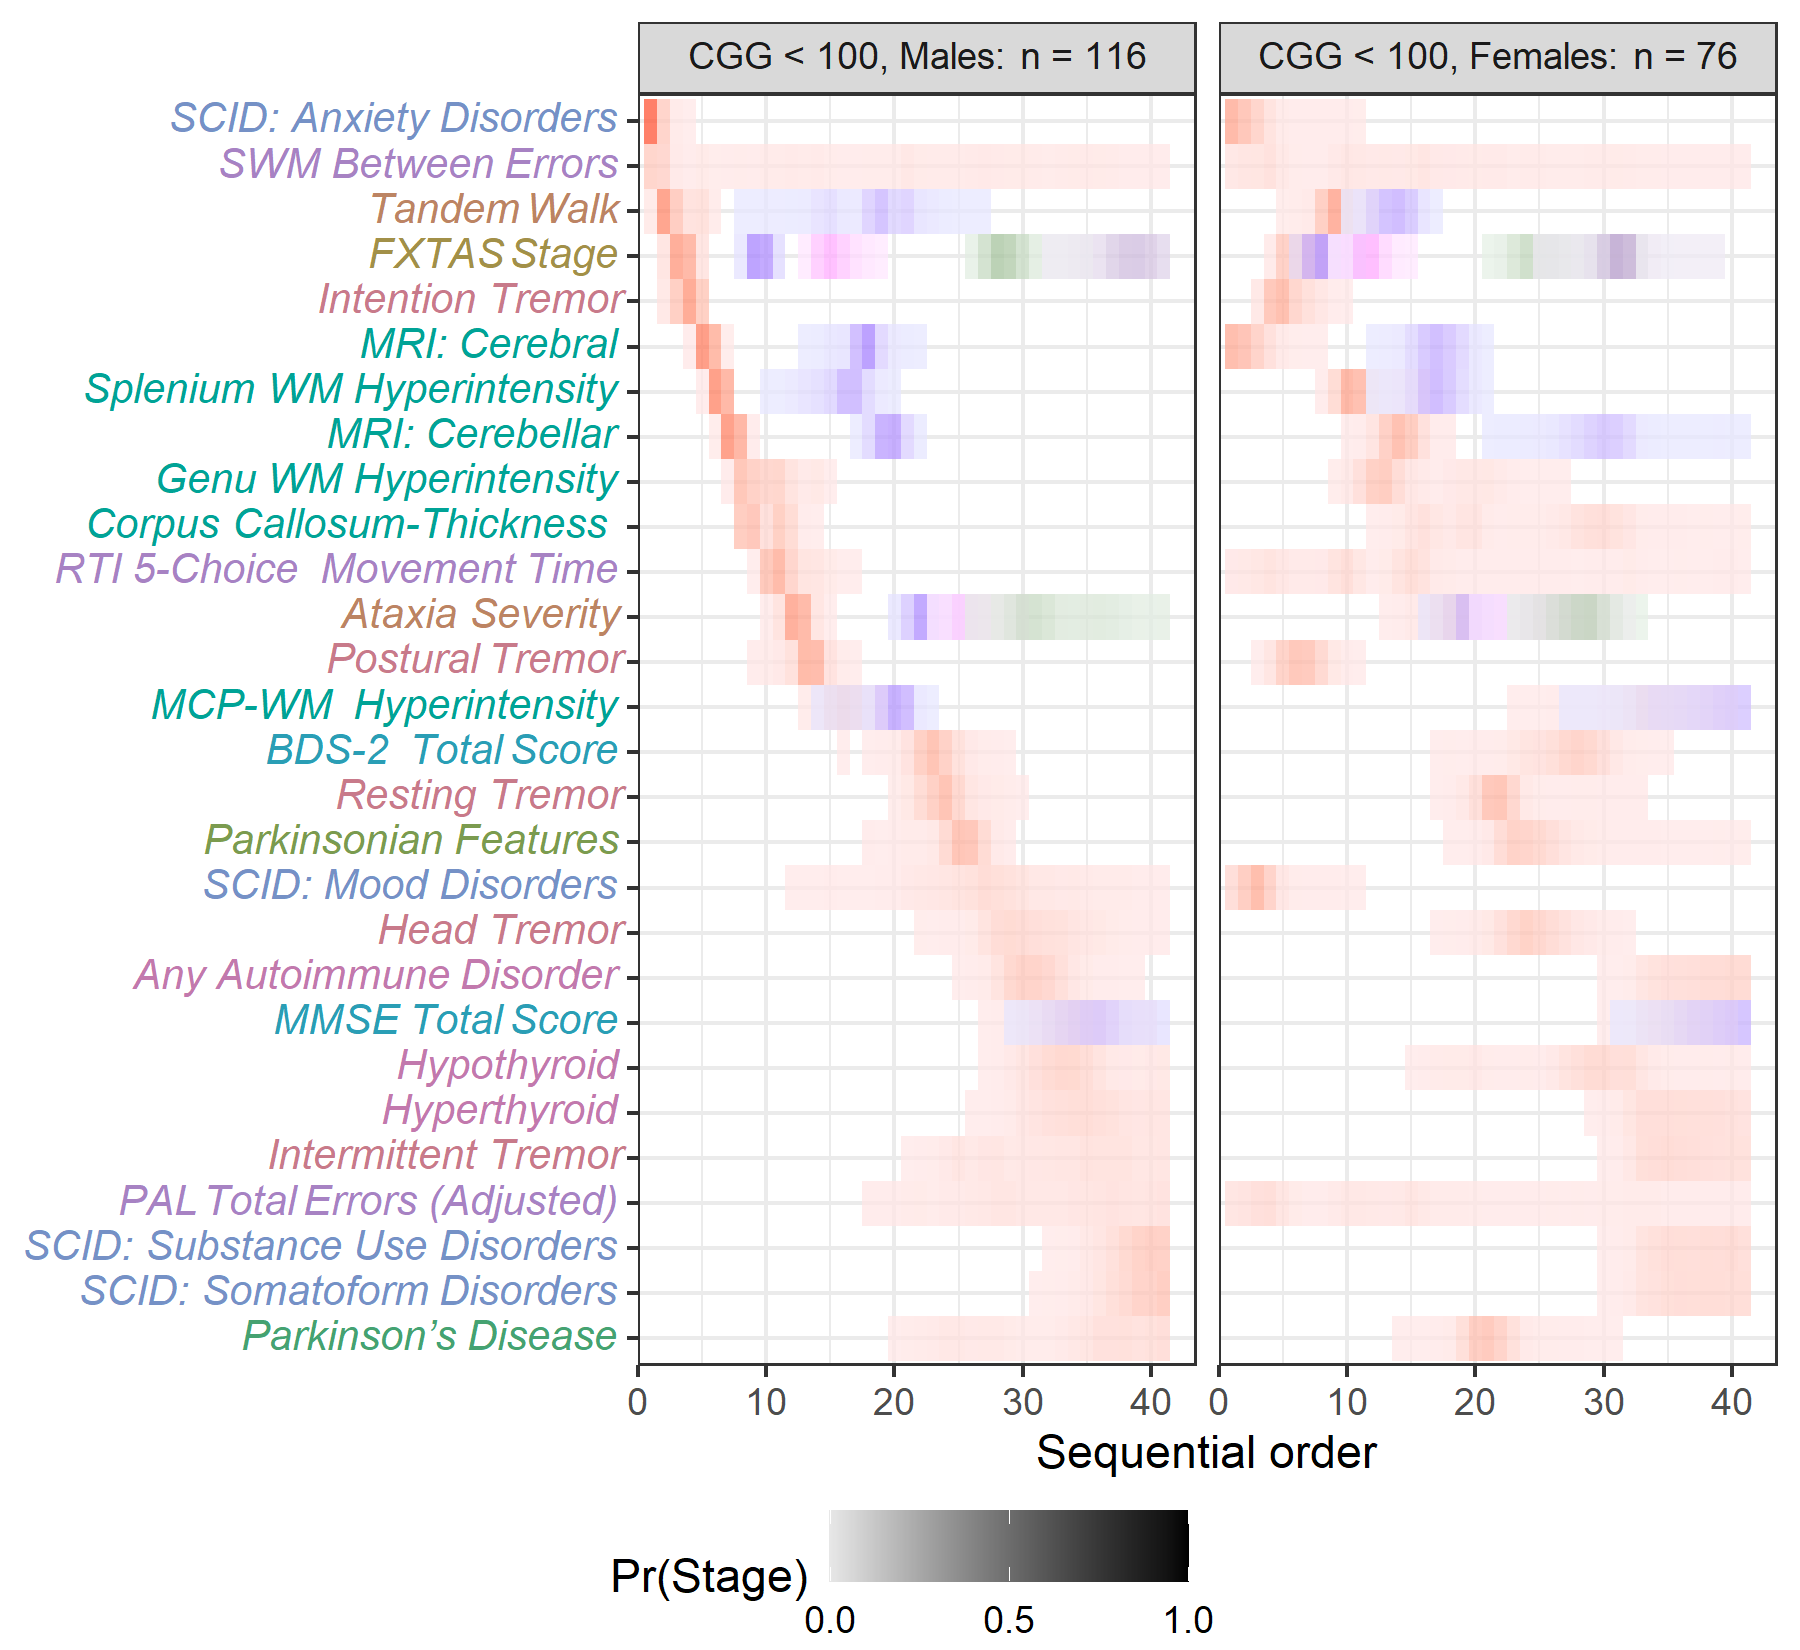 CGG < 100, Males: n = 116
CGG < 100, Females: n = 76
SCID: Anxiety Disorders
SWM Between Errors
Tandem Walk
FXTAS Stage
Intention Tremor
MRI: Cerebral
Splenium WM Hyperintensity
MRI: Cerebellar
Genu WM Hyperintensity
Corpus Callosum-Thickness
RTI 5-Choice Movement Time
Ataxia Severity
Postural Tremor
MCP-WM Hyperintensity
BDS-2 Total Score
Resting Tremor
Parkinsonian Features
SCID: Mood Disorders
Head Tremor
Any Autoimmune Disorder
MMSE Total Score
Hypothyroid
Hyperthyroid
Intermittent Tremor
PAL Total Errors (Adjusted)
SCID: Substance Use Disorders
SCID: Somatoform Disorders
Parkinson's Disease
0 10 20 30 40
0 10 20 30 40
Sequential order
Pr(Stage)
0.0 0.5 1.0